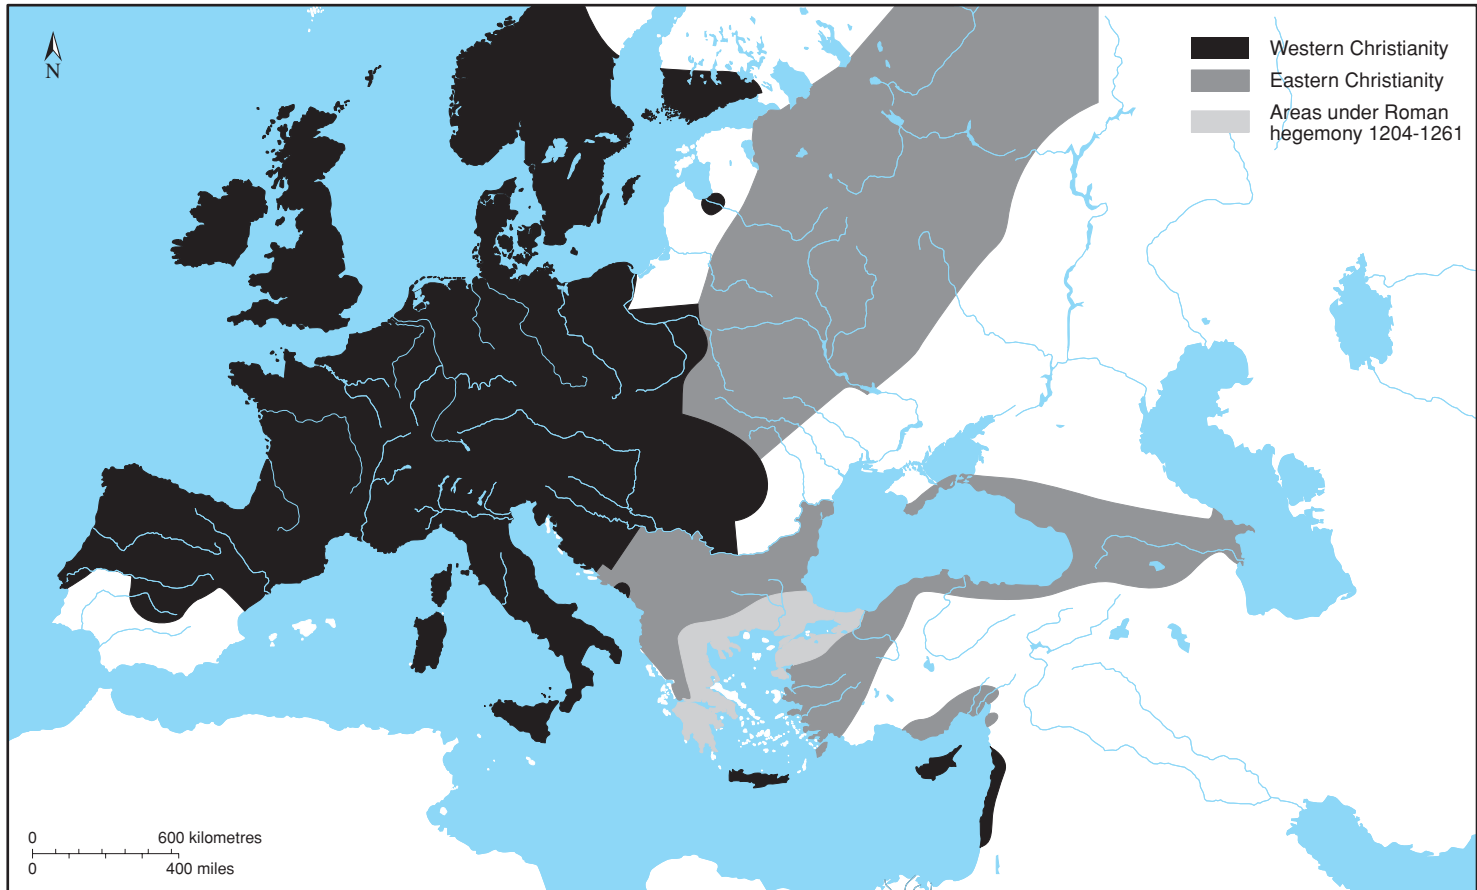 N
Western Christianity
Eastern Christianity
Areas under Roman
hegemony 1204-1261
0 600 kilometres
0 400 miles